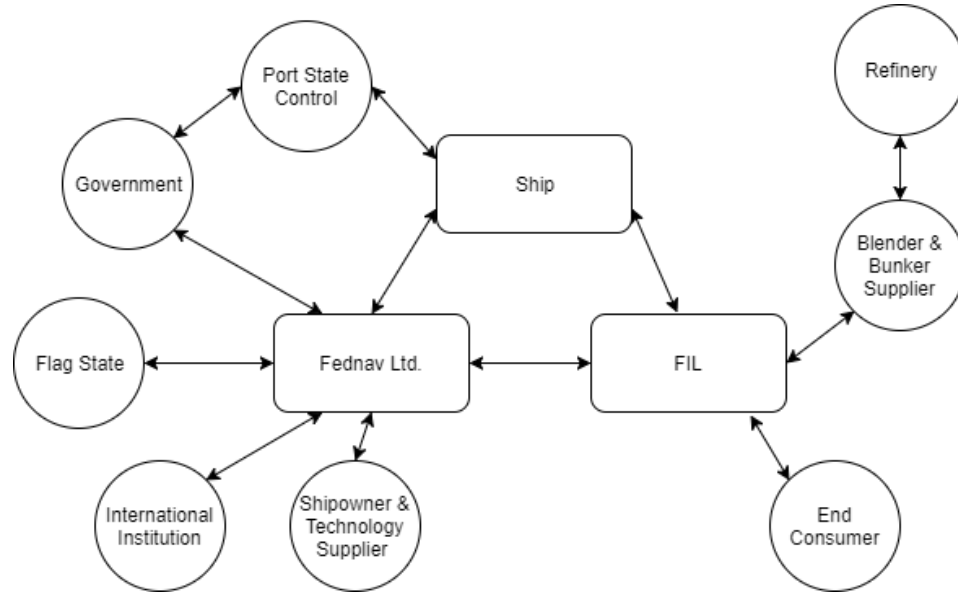 Port State
Control
Refinery
Government
Ship
Blender &
Bunker
Supplier
Flag State
Fednav Ltd.
FIL
International
Institution
Shipowner &
Technology
Supplier
End
Consumer